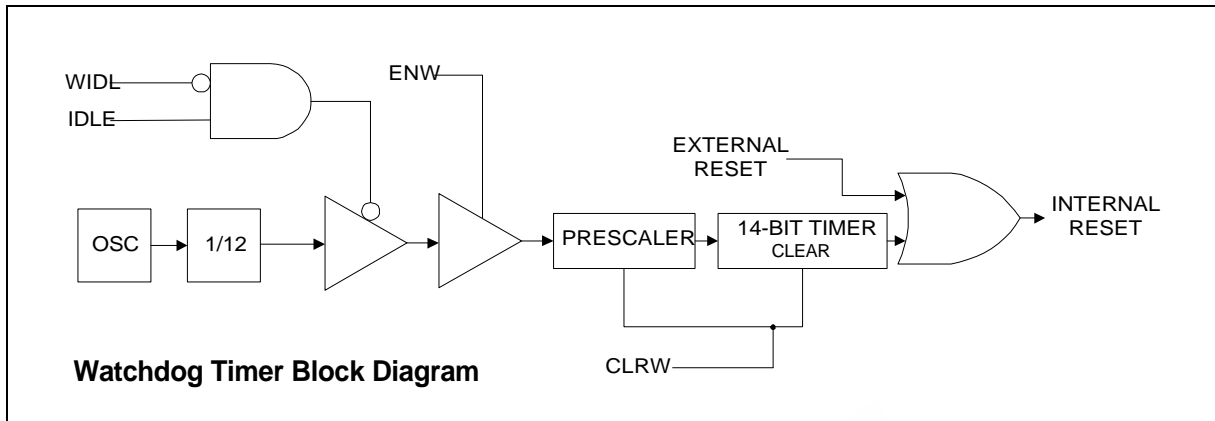 WIDL
IDLE
ENW
EXTERNAL
RESET
INTERNAL
RESET
OSC
1/12
PRESCALER
14-BIT TIMER
CLEAR
CLRW
Watchdog Timer Block Diagram